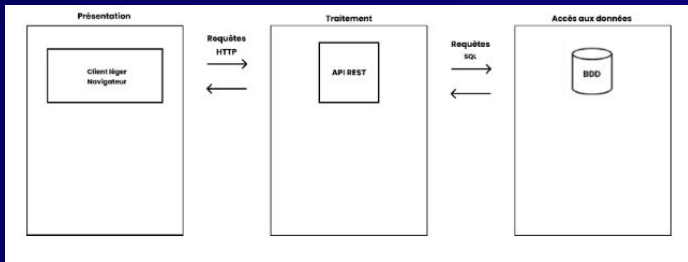 Présentation
Traitement
Accès aux données
Requêtes
HTTP
Requêtes
SQL
Client léger
Navigateur
API REST
BDD